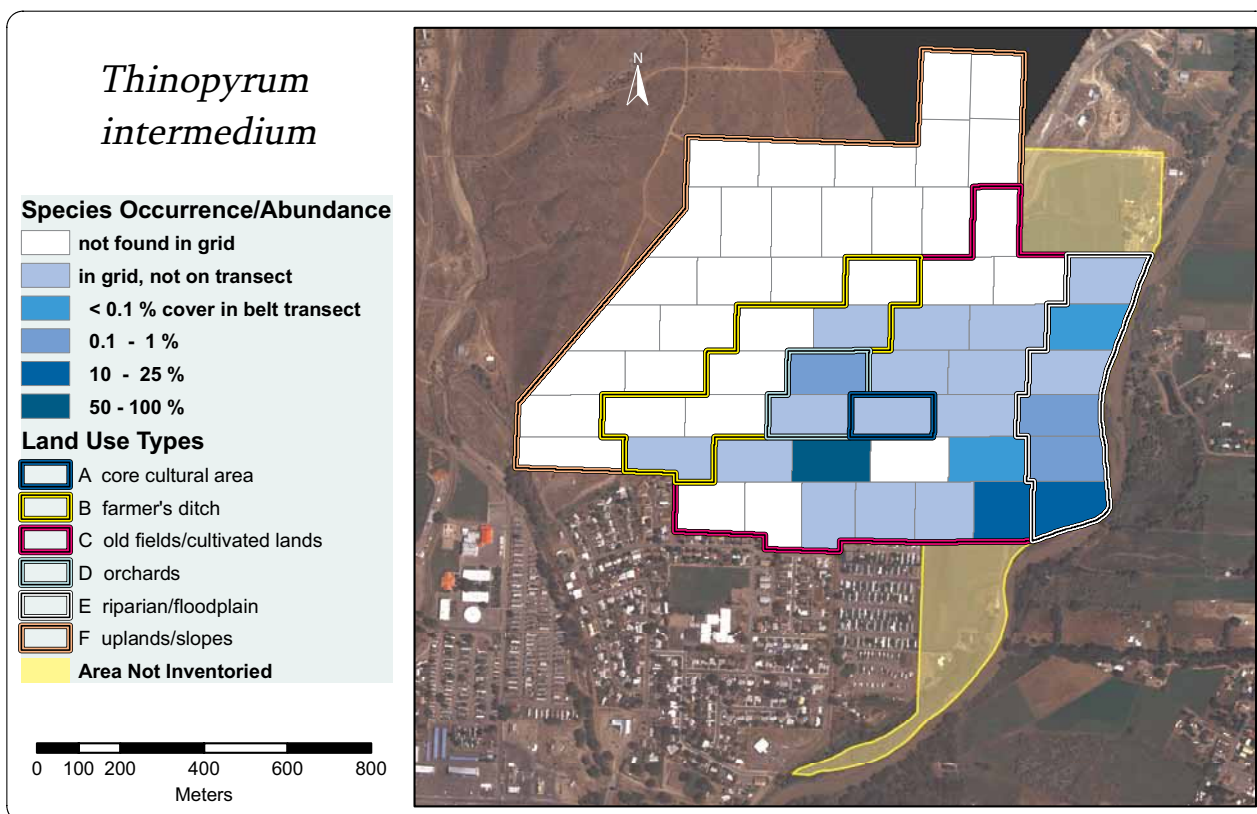 Thinopyrum
intermedium
Species Occurrence/Abundance
not found in grid
in grid, not on transect
< 0.1 % cover in belt transect
0.1 - 1 %
10 - 25 %
50 - 100 %
Land Use Types
A core cultural area
B farmer's ditch
C old fields/cultivated lands
D orchards
E riparian/floodplain
F uplands/slopes
Area Not Inventoried
0 100 200 400 600 800
Meters
N